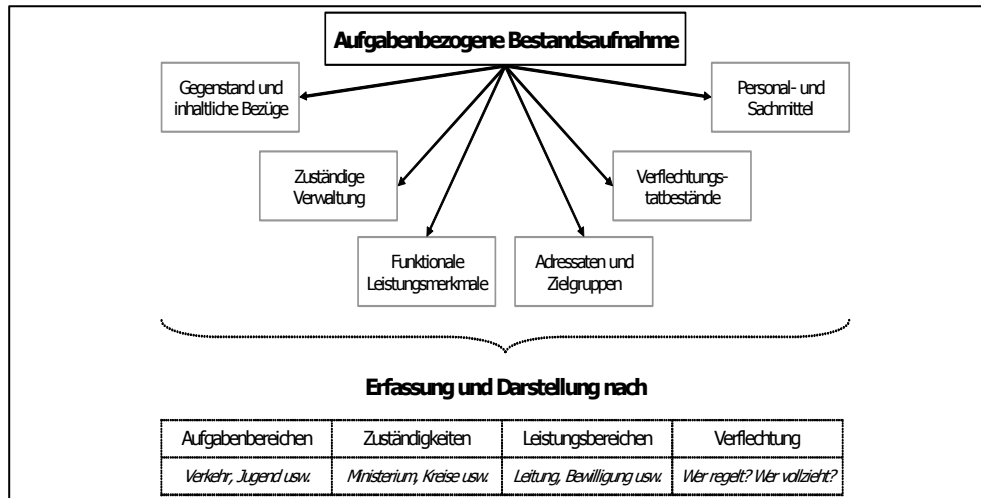 Aufgabenbezogene Bestandsaufnahme
Gegenstand und
inhaltliche Bezüge
Personal- und
Sachmittel
Zuständige
Verwaltung
Verflechtungs-
tatbestände
Funktionale
Leistungsmerkmale
Adressaten und
Zielgruppen
Erfassung und Darstellung nach
Aufgabenbereichen
Zuständigkeiten
Leistungsbereichen
Verflechtung
Verkehr, Jugend usw.
Ministerium, Kreise usw.
Leitung, Bewilligung usw.
Wer regelt? Wer vollzieht?